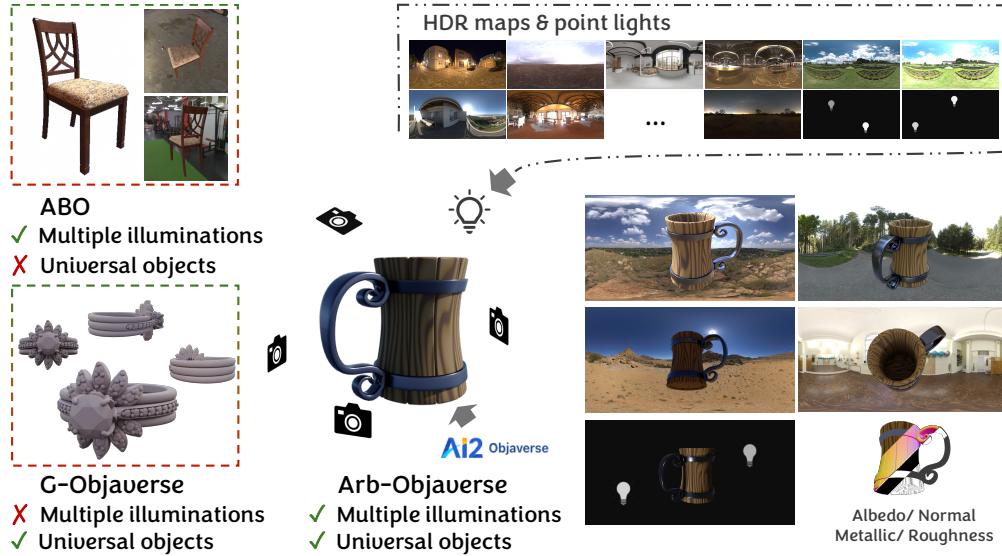 HDR maps & point lights
...
ABO
✓ Multiple illuminations
✗ Universal objects
Ai2 Objaverse
G-Objaverse
✗ Multiple illuminations
✓ Universal objects
Arb-Objaverse
✓ Multiple illuminations
✓ Universal objects
Albedo/ Normal
Metallic/ Roughness